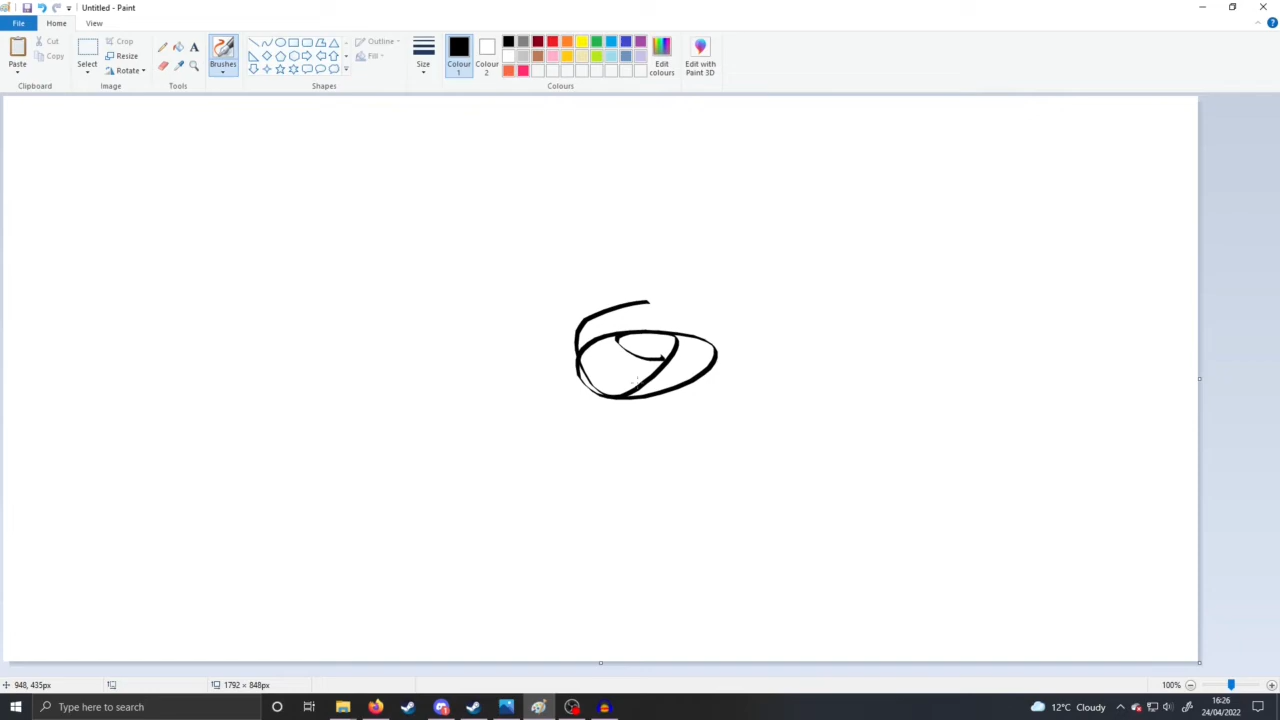 Untitled - Paint
File Home View
Paste
Cut
Copy
Clipboard
Select
Crop
Resize
Rotate
Image
A
Tools
Brushes
Outline
Fill
Shapes
Size
Colour 1
Colour 2
Edit colours
Edit with Paint 3D
Colours
948, 435px
1792 × 848px
100%
Type here to search
12°C Cloudy
16:26
24/04/2022